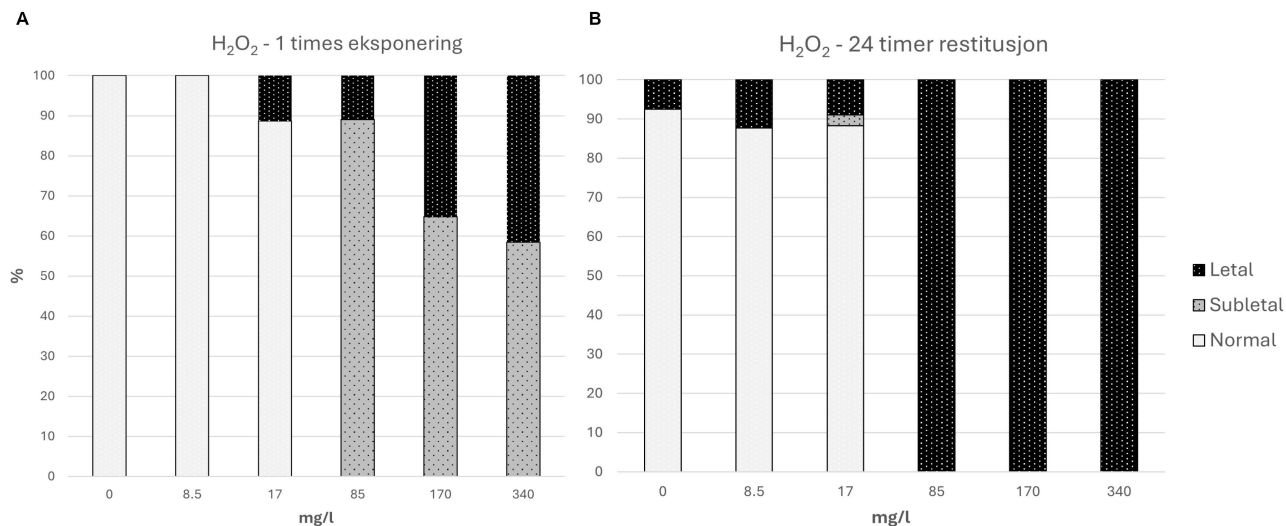 A
H₂O₂ - 1 times eksponering
100
90
80
70
60
50
40
30
20
10
0
%
0 8.5 17 85 170 340
mg/l
B
H₂O₂ - 24 timer restitusjon
100
90
80
70
60
50
40
30
20
10
0
0 8.5 17 85 170 340
mg/l
Letal
Subletal
Normal